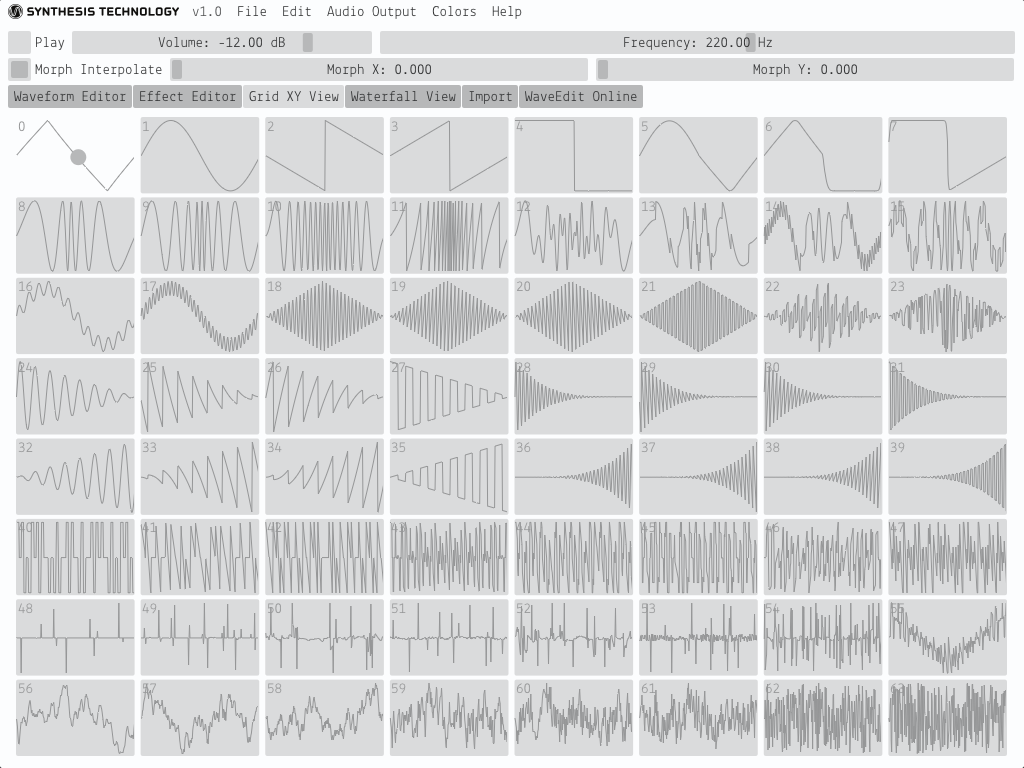 SYNTHESIS TECHNOLOGY v1.0 File Edit Audio Output Colors Help
Play Volume: -12.00 dB Frequency: 220.00 Hz
Morph Interpolate Morph X: 0.000 Morph Y: 0.000
Waveform Editor Effect Editor Grid XY View Waterfall View Import WaveEdit Online
0 1 2 3 4 5 6 7
8 9 10 11 12 13 14 15
16 17 18 19 20 21 22 23
24 25 26 27 28 29 30 31
32 33 34 35 36 37 38 39
40 41 42 43 44 45 46 47
48 49 50 51 52 53 54 55
56 57 58 59 60 61 62 63